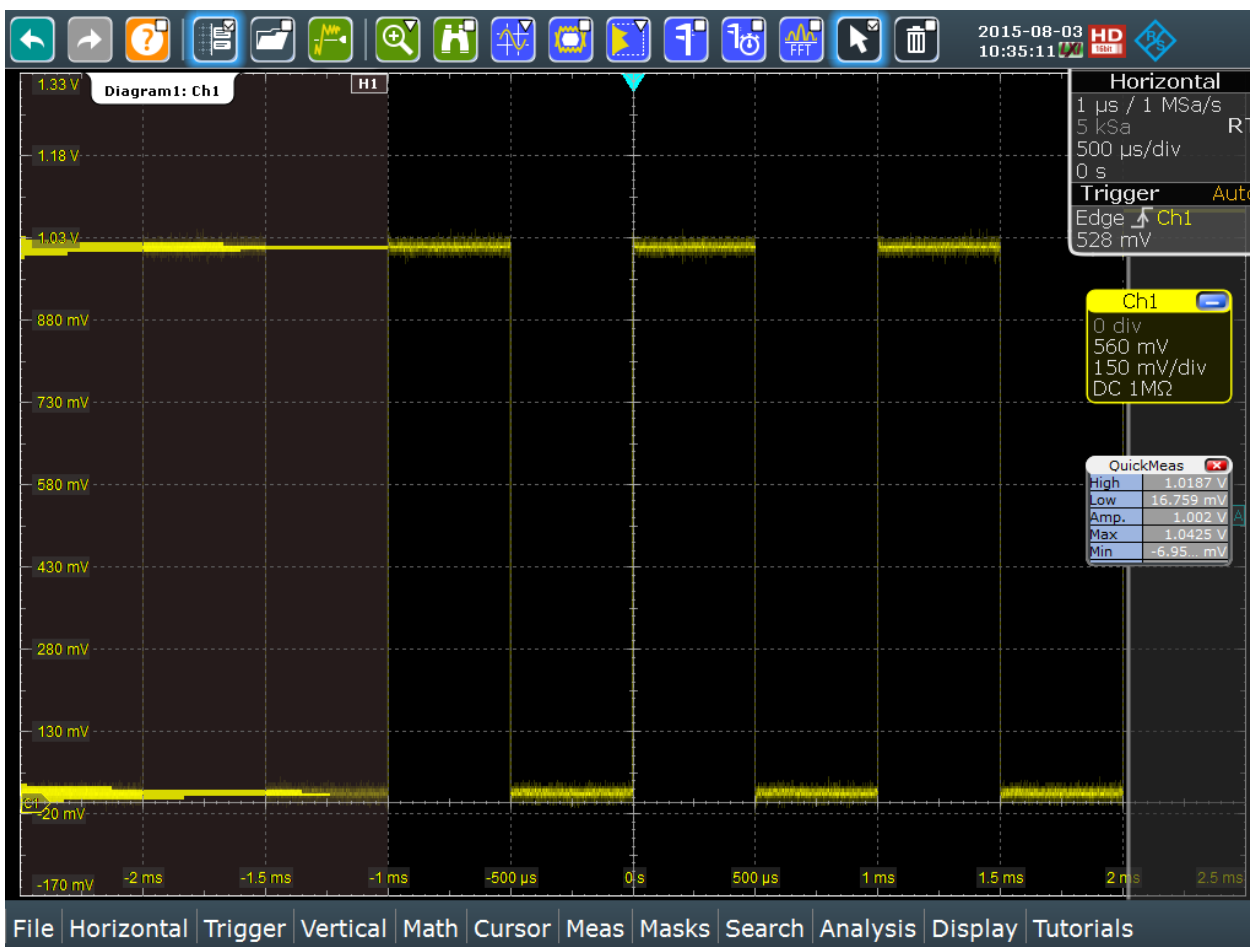 2015-08-03
10:35:11
HD
16bit
R&S
FFT
1.33 V
Diagram1: Ch1
H1
1.18 V
1.03 V
880 mV
730 mV
580 mV
430 mV
280 mV
130 mV
C1
-20 mV
-170 mV
-2 ms
-1.5 ms
-1 ms
-500 µs
0 s
500 µs
1 ms
1.5 ms
2 ms
2.5 ms
Horizontal
1 µs / 1 MSa/s
5 kSa
500 µs/div
0 s
Trigger
Edge Ch1
528 mV
Ch1
0 div
560 mV
150 mV/div
DC 1MΩ
QuickMeas
High 1.0187 V
Low 16.759 mV
Amp. 1.002 V
Max 1.0425 V
Min -6.95... mV
A
File Horizontal Trigger Vertical Math Cursor Meas Masks Search Analysis Display Tutorials